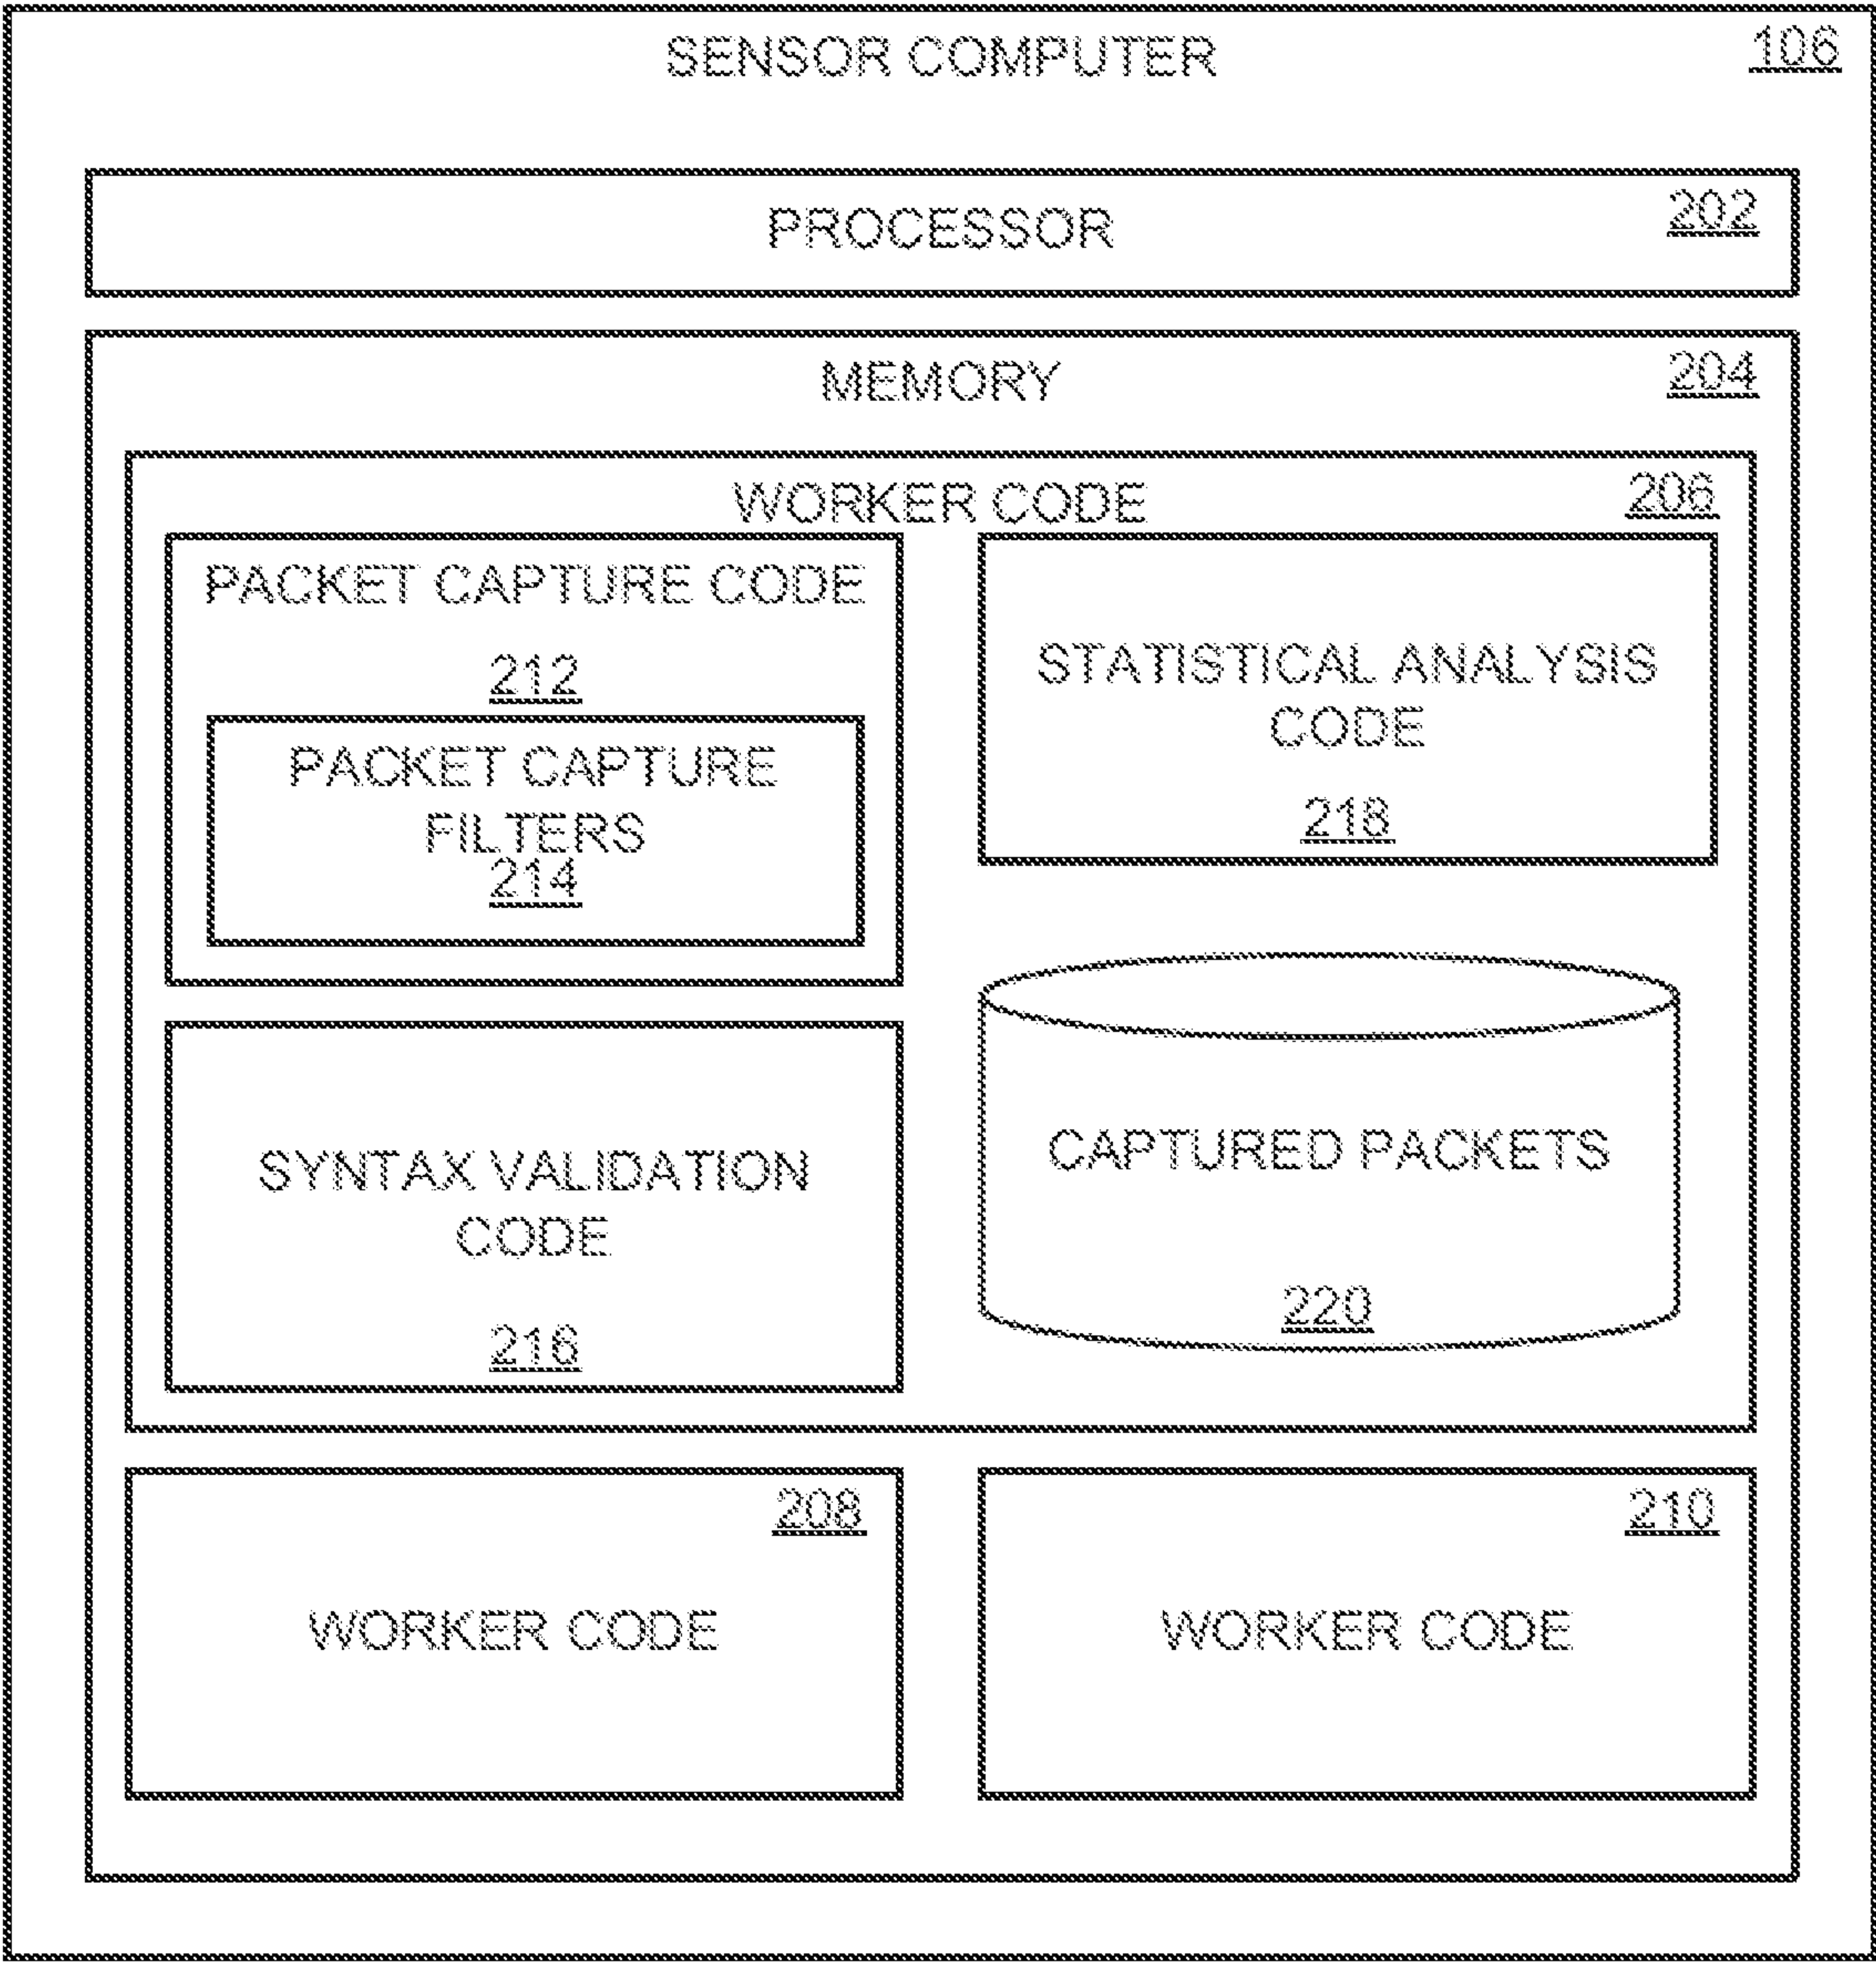 SENSOR COMPUTER
106
PROCESSOR
202
MEMORY
204
WORKER CODE
206
PACKET CAPTURE CODE
212
PACKET CAPTURE
FILTERS
214
STATISTICAL ANALYSIS
CODE
218
SYNTAX VALIDATION
CODE
216
CAPTURED PACKETS
220
208
WORKER CODE
210
WORKER CODE